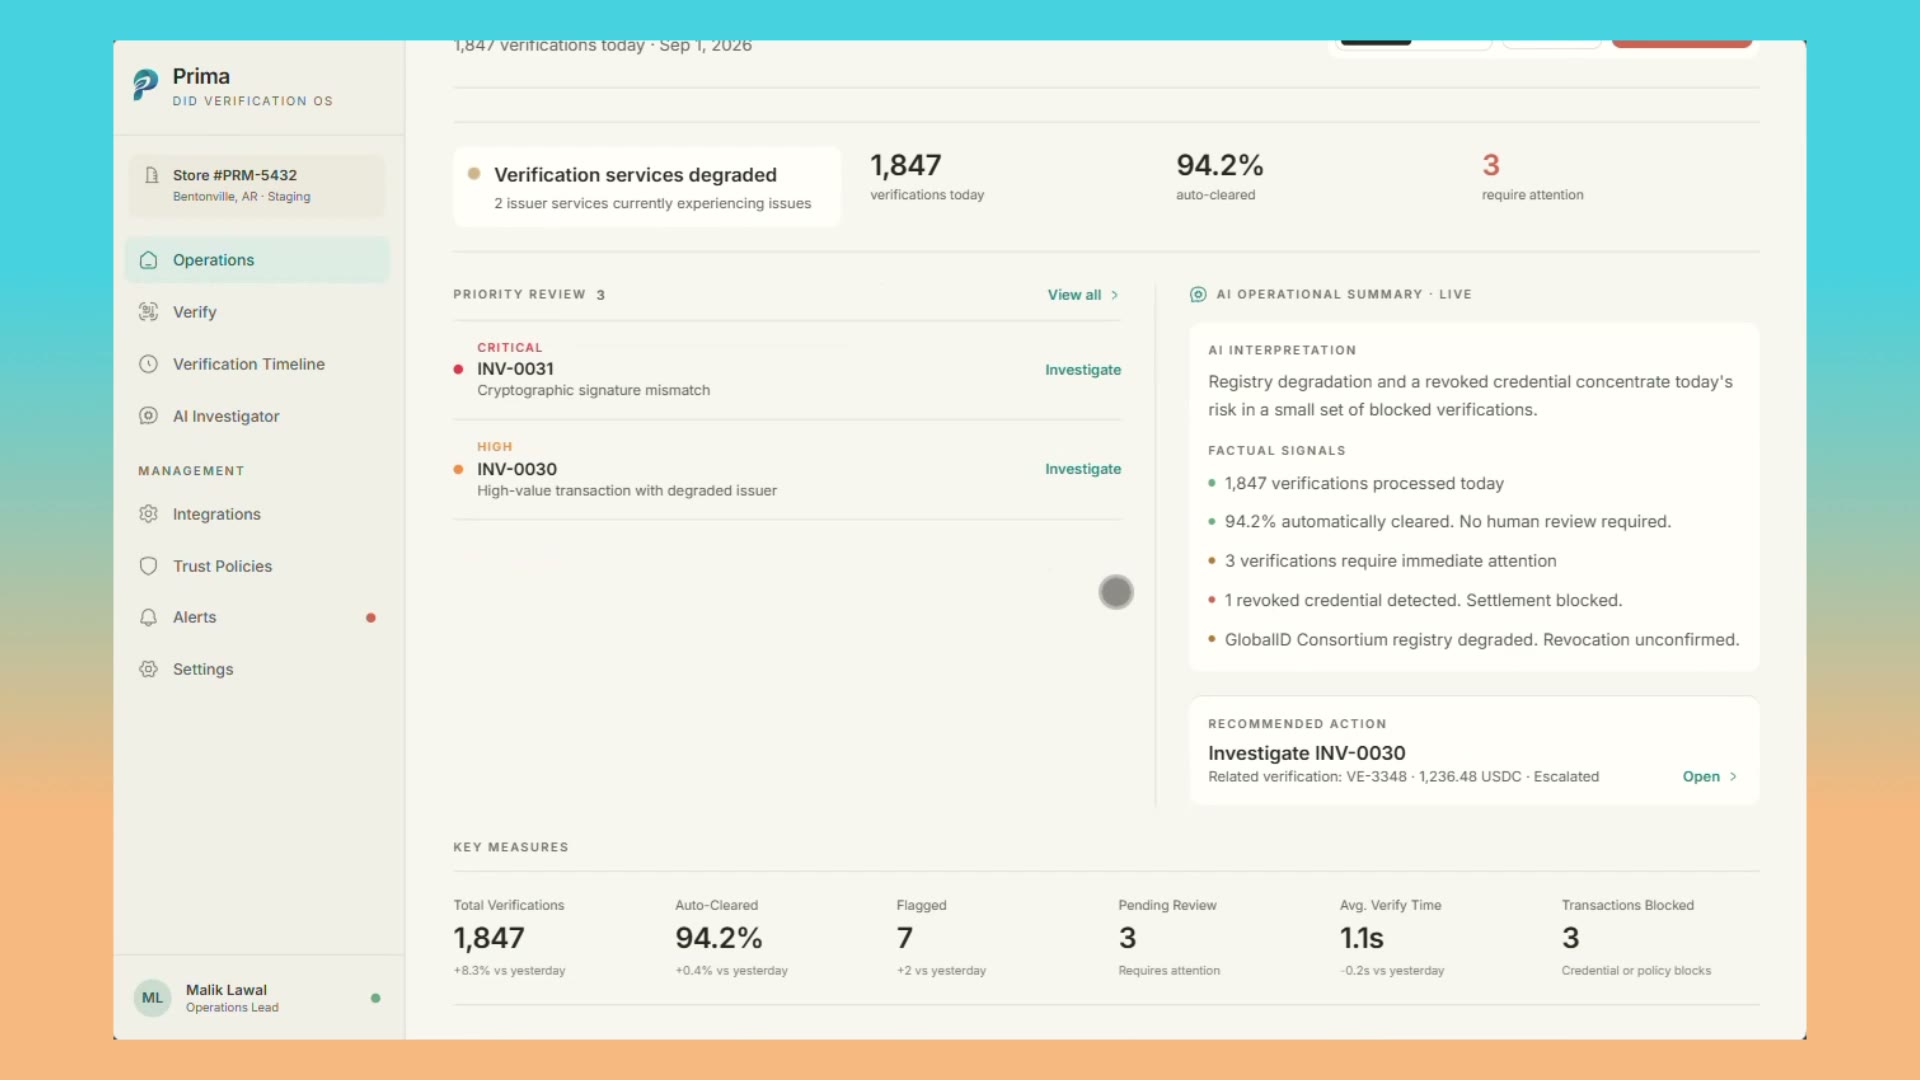 Prima
DID VERIFICATION OS
Store #PRM-5432
Bentonville, AR · Staging
Operations
Verify
Verification Timeline
AI Investigator
MANAGEMENT
Integrations
Trust Policies
Alerts
Settings
ML
Malik Lawal
Operations Lead
1,847 verifications today · Sep 1, 2026
Verification services degraded
2 issuer services currently experiencing issues
1,847
verifications today
94.2%
auto-cleared
3
require attention
PRIORITY REVIEW 3
View all
CRITICAL
INV-0031
Cryptographic signature mismatch
Investigate
HIGH
INV-0030
High-value transaction with degraded issuer
Investigate
AI OPERATIONAL SUMMARY · LIVE
AI INTERPRETATION
Registry degradation and a revoked credential concentrate today's
risk in a small set of blocked verifications.
FACTUAL SIGNALS
1,847 verifications processed today
94.2% automatically cleared. No human review required.
3 verifications require immediate attention
1 revoked credential detected. Settlement blocked.
GlobalID Consortium registry degraded. Revocation unconfirmed.
RECOMMENDED ACTION
Investigate INV-0030
Related verification: VE-3348 · 1,236.48 USDC · Escalated
Open
KEY MEASURES
Total Verifications
1,847
+8.3% vs yesterday
Auto-Cleared
94.2%
+0.4% vs yesterday
Flagged
7
+2 vs yesterday
Pending Review
3
Requires attention
Avg. Verify Time
1.1s
-0.2s vs yesterday
Transactions Blocked
3
Credential or policy blocks